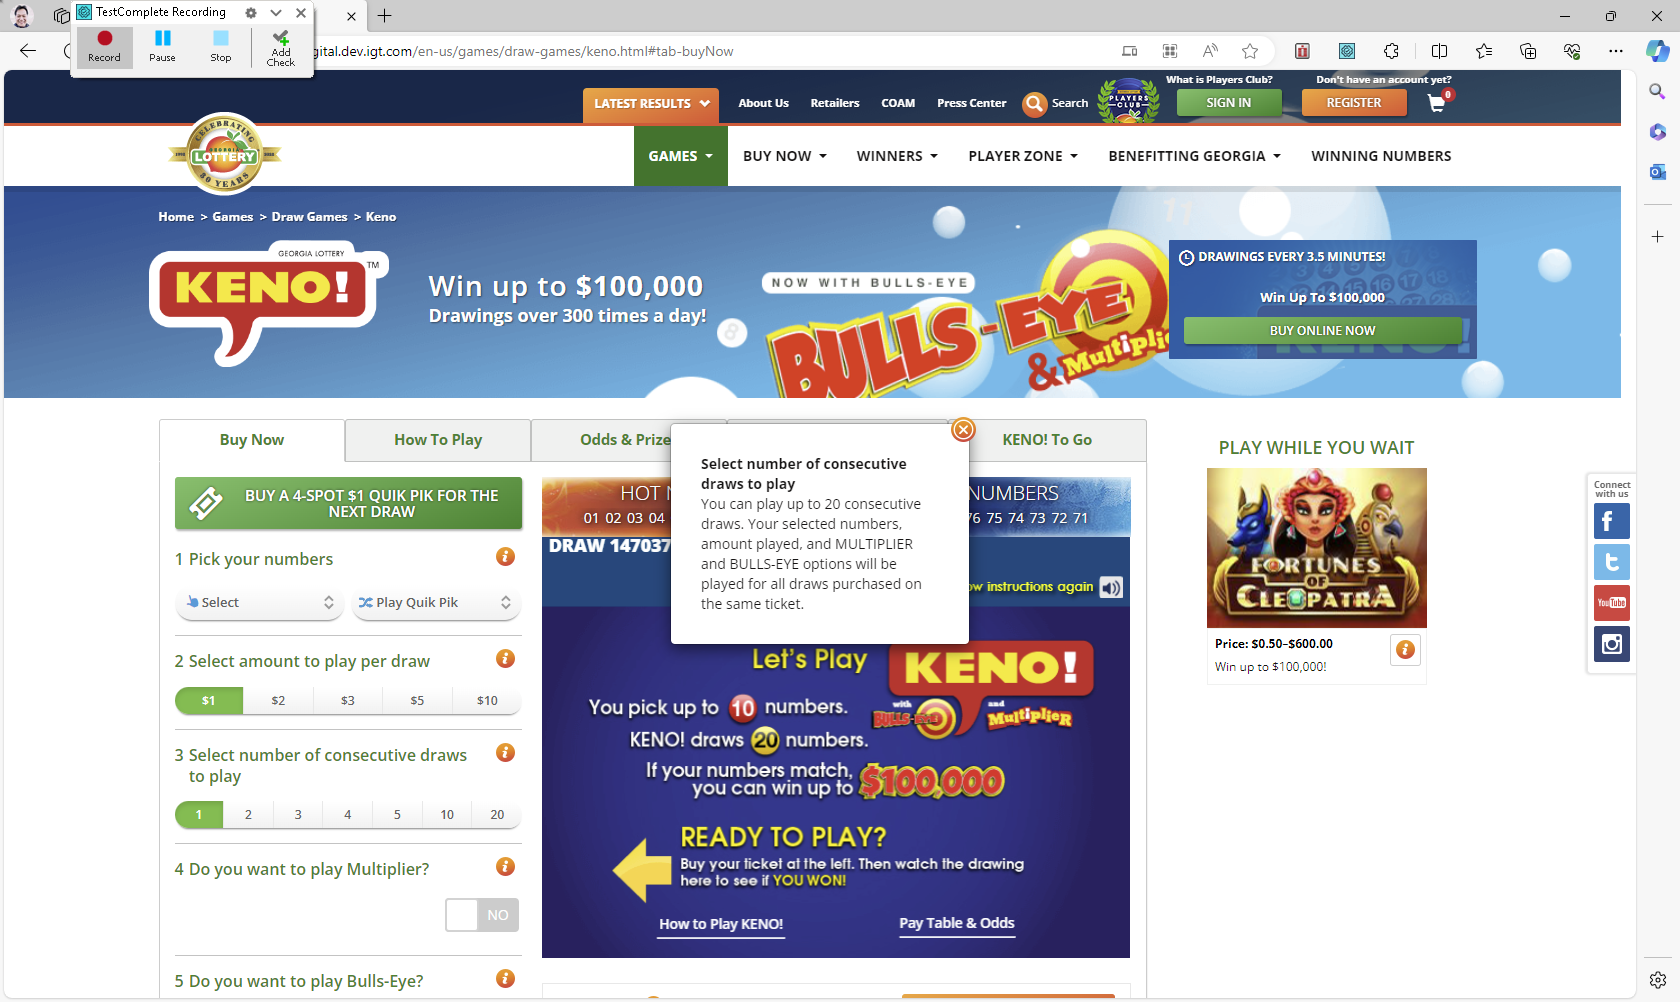 TestComplete Recording
Record
Pause
Stop
Add
Check
gital.dev.igt.com/en-us/games/draw-games/keno.html#tab-buyNow
LATEST RESULTS
About Us
Retailers
COAM
Press Center
Search
PLAYERS
CLUB
What is Players Club?
SIGN IN
Don't have an account yet?
REGISTER
0
CELEBRATING
GEORGIA
LOTTERY
30 YEARS
GAMES
BUY NOW
WINNERS
PLAYER ZONE
BENEFITTING GEORGIA
WINNING NUMBERS
Home > Games > Draw Games > Keno
GEORGIA LOTTERY
KENO!
TM
Win up to $100,000
Drawings over 300 times a day!
8
NOW WITH BULLS-EYE
BULLS-EYE
& Multiplie
11
DRAWINGS EVERY 3.5 MINUTES!
Win Up To $100,000
BUY ONLINE NOW
Buy Now
How To Play
Odds & Prize
KENO! To Go
BUY A 4-SPOT $1 QUIK PIK FOR THE
NEXT DRAW
1 Pick your numbers
Select
Play Quik Pik
2 Select amount to play per draw
$1 $2 $3 $5 $10
3 Select number of consecutive draws
to play
1 2 3 4 5 10 20
4 Do you want to play Multiplier?
NO
5 Do you want to play Bulls-Eye?
HOT N
01 02 03 04
NUMBERS
76 75 74 73 72 71
DRAW 147037
ow instructions again
Select number of consecutive
draws to play
You can play up to 20 consecutive
draws. Your selected numbers,
amount played, and MULTIPLIER
and BULLS-EYE options will be
played for all draws purchased on
the same ticket.
Let's Play
KENO!
with
BULLS-EYE
and
Multiplier
You pick up to 10 numbers.
KENO! draws 20 numbers.
If your numbers match,
you can win up to $100,000
READY TO PLAY?
Buy your ticket at the left. Then watch the drawing
here to see if YOU WON!
How to Play KENO!
Pay Table & Odds
PLAY WHILE YOU WAIT
FORTUNES
OF
CLEOPATRA
Price: $0.50–$600.00
Win up to $100,000!
Connect
with us
YouTube